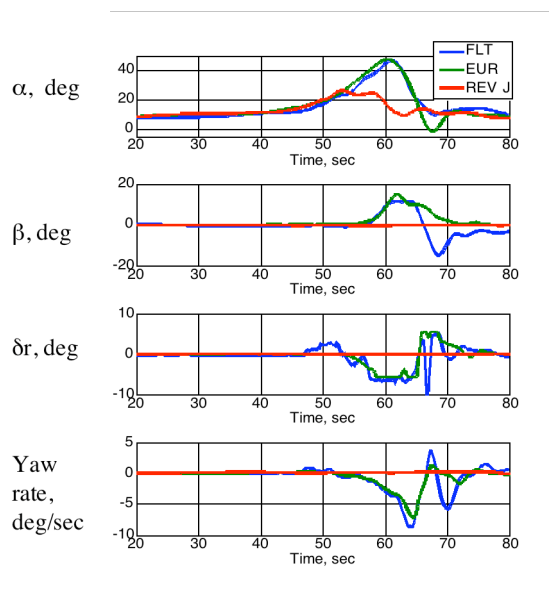 FLT
EUR
REV J
α, deg
40
20
0
20 30 40 50 60 70 80
Time, sec
β, deg
20
0
-20
20 30 40 50 60 70 80
Time, sec
δr, deg
10
0
-10
20 30 40 50 60 70 80
Time, sec
Yaw
rate,
deg/sec
5
0
-5
-10
20 30 40 50 60 70 80
Time, sec